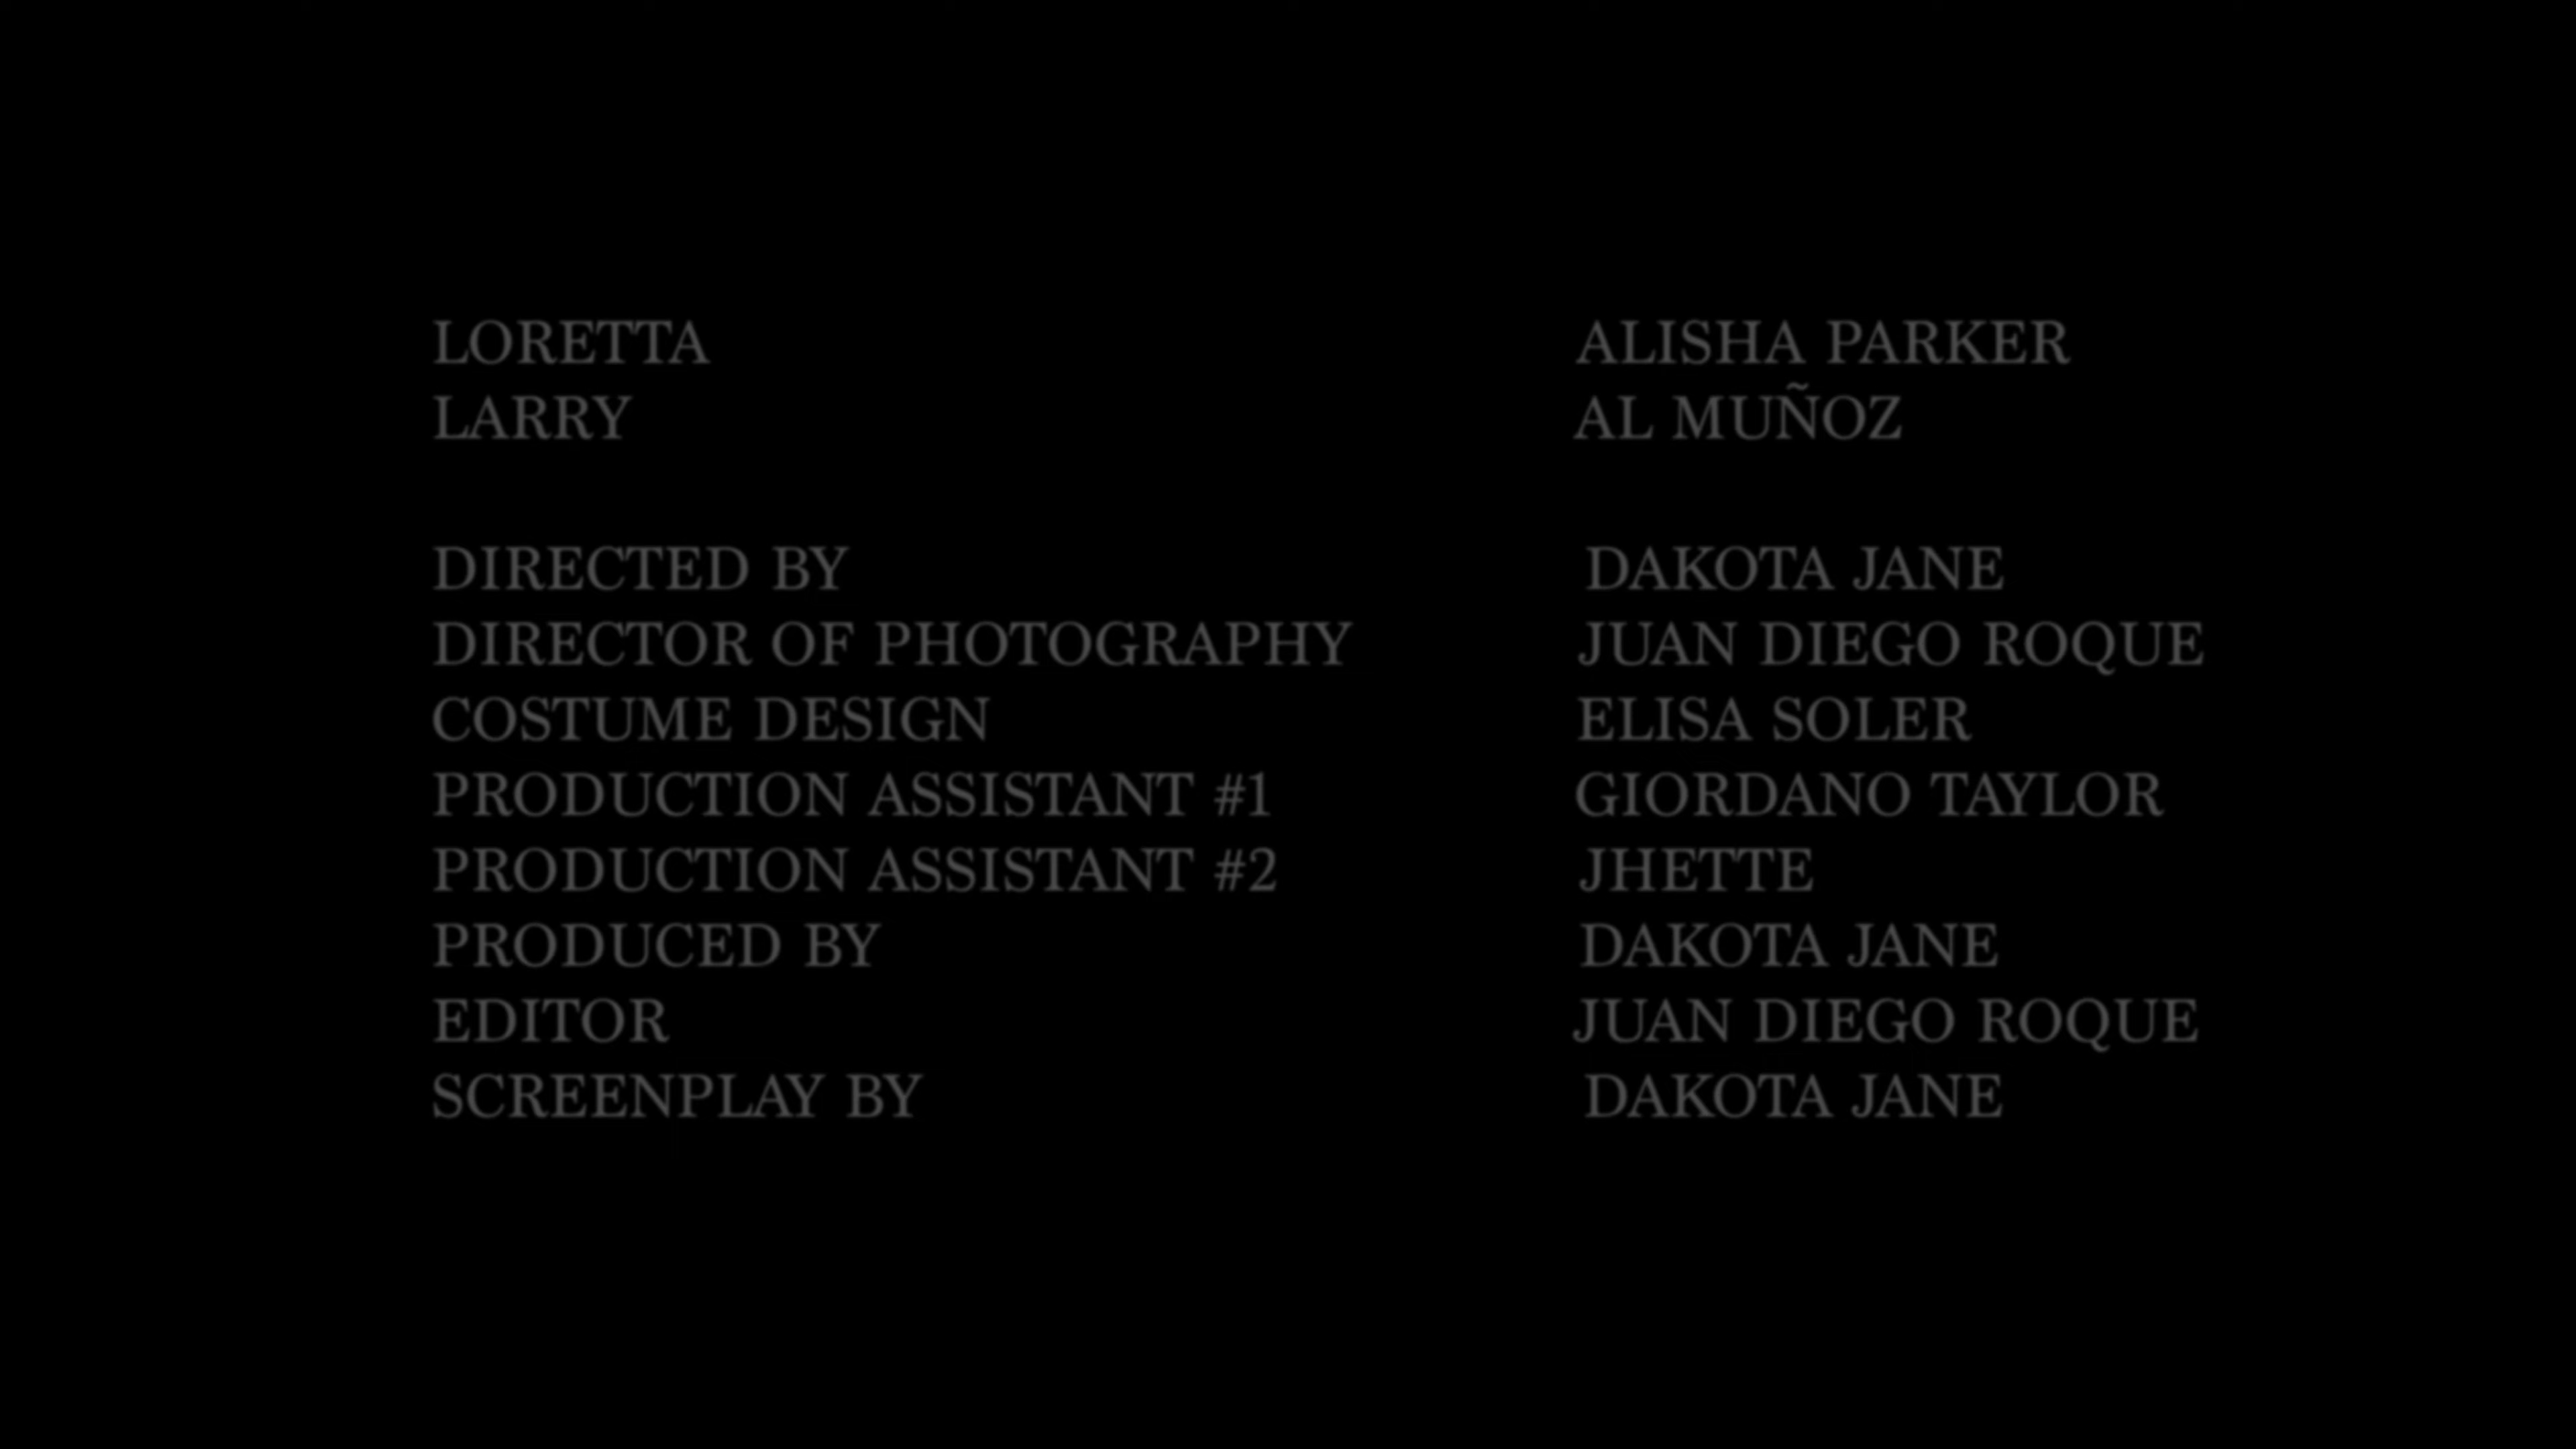 LORETTA ALISHA PARKER
LARRY AL MUÑOZ
DIRECTED BY DAKOTA JANE
DIRECTOR OF PHOTOGRAPHY JUAN DIEGO ROQUE
COSTUME DESIGN ELISA SOLER
PRODUCTION ASSISTANT #1 GIORDANO TAYLOR
PRODUCTION ASSISTANT #2 JHETTE
PRODUCED BY DAKOTA JANE
EDITOR JUAN DIEGO ROQUE
SCREENPLAY BY DAKOTA JANE